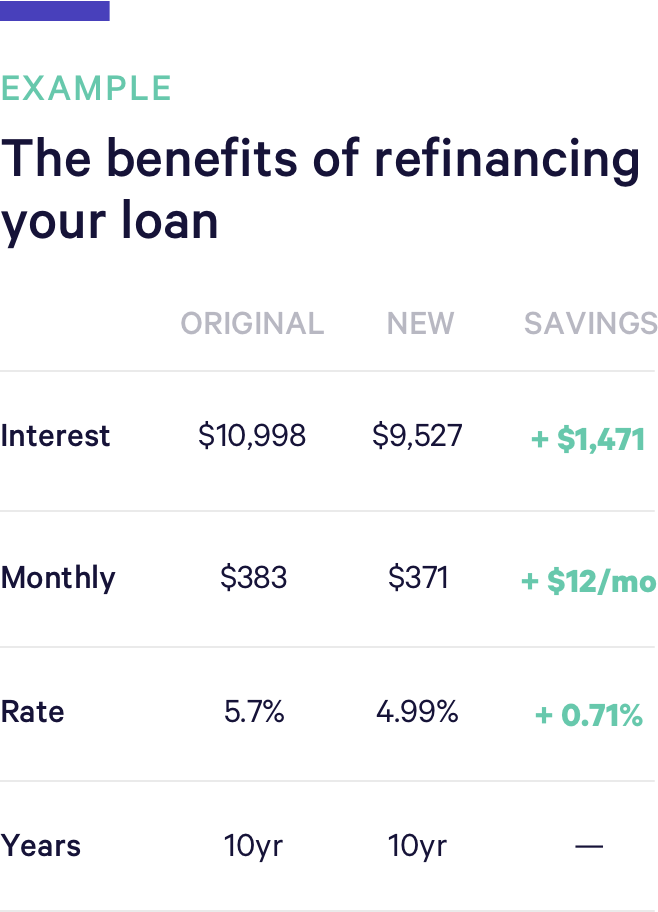 EXAMPLE
The benefits of refinancing
your loan
ORIGINAL NEW SAVINGS
Interest $10,998 $9,527 + $1,471
Monthly $383 $371 + $12/mo
Rate 5.7% 4.99% + 0.71%
Years 10yr 10yr —